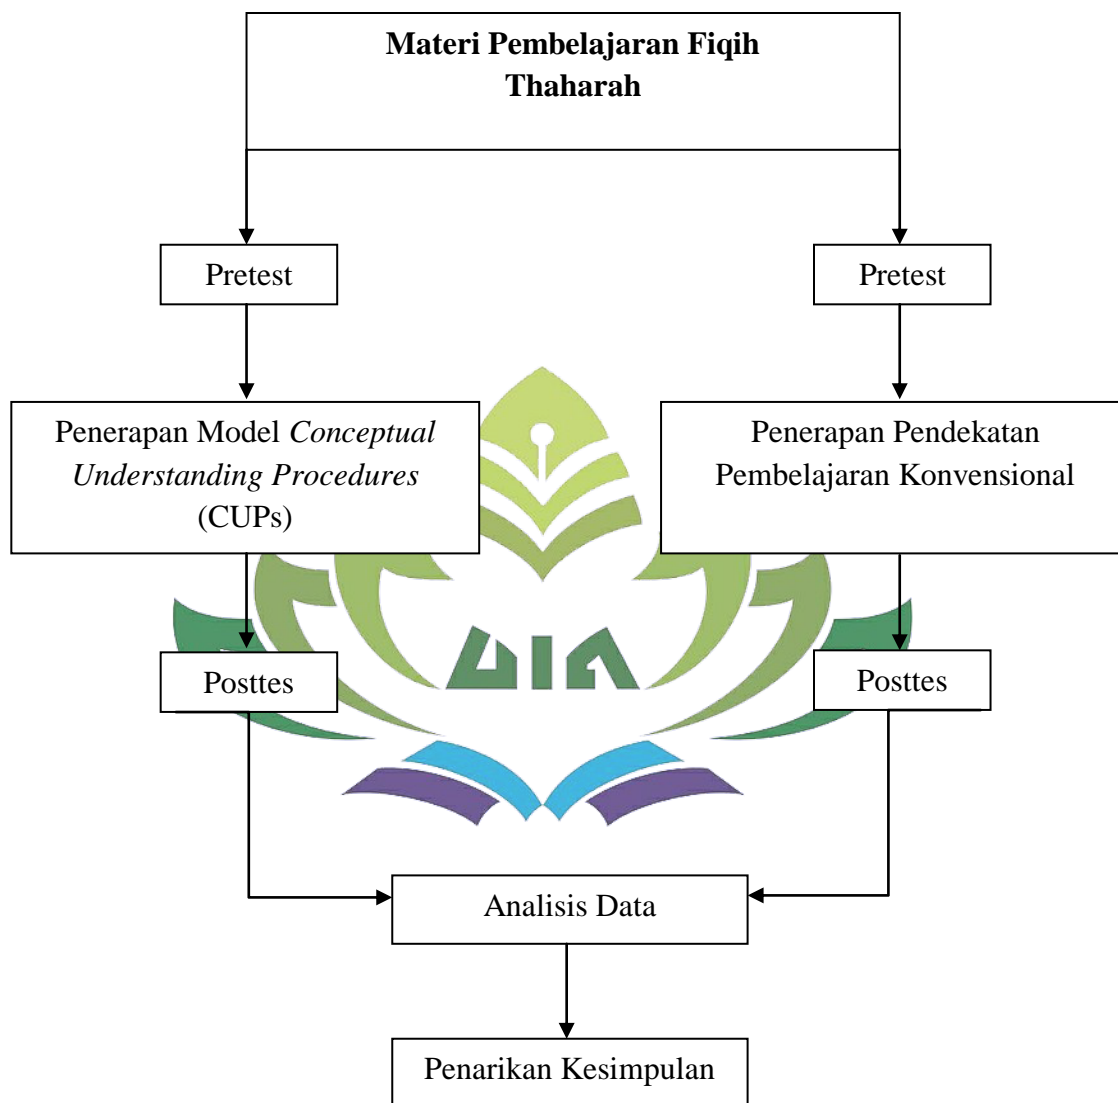 Materi Pembelajaran Fiqih
Thaharah
Pretest
Pretest
Penerapan Model Conceptual
Understanding Procedures
(CUPs)
Penerapan Pendekatan
Pembelajaran Konvensional
UIN
Posttes
Posttes
Analisis Data
Penarikan Kesimpulan